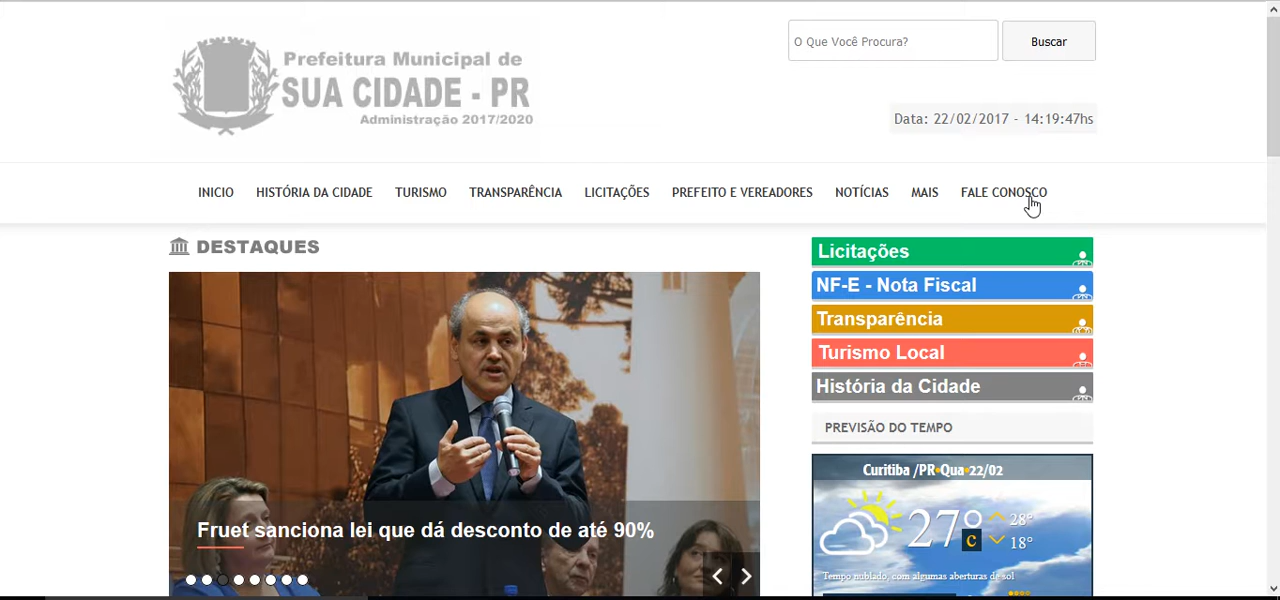 Prefeitura Municipal de
SUA CIDADE - PR
Administração 2017/2020
O Que Você Procura?
Buscar
Data: 22/02/2017 - 14:19:47hs
INICIO HISTÓRIA DA CIDADE TURISMO TRANSPARÊNCIA LICITAÇÕES PREFEITO E VEREADORES NOTÍCIAS MAIS FALE CONOSCO
DESTAQUES
Fruet sanciona lei que dá desconto de até 90%
Licitações
NF-E - Nota Fiscal
Transparência
Turismo Local
História da Cidade
PREVISÃO DO TEMPO
Curitiba /PR•Qua•22/02
27° C
28°
18°
Tempo nublado, com algumas aberturas de sol